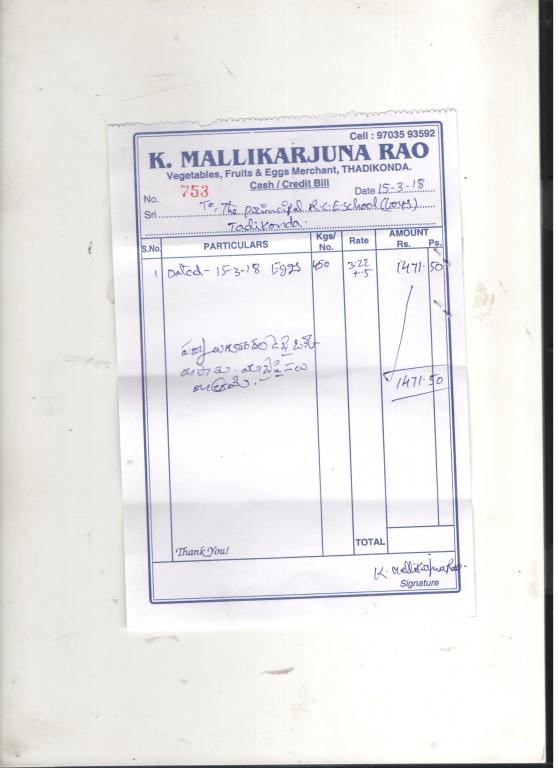 Cell : 97035 93592
K. MALLIKARJUNA RAO
Vegetables, Fruits & Eggs Merchant, THADIKONDA.
Cash / Credit Bill
No. 753 Date 15-3-18
Sri To, The principal A.P.R.School (Boys)
Tadikonda.
S.No. PARTICULARS Kgs/ No. Rate AMOUNT Rs. Ps.
1 Dated - 15-3-18 Eggs 450 3.22 1471.50
+.5
1471.50
Thank You! TOTAL
K. Mallikarjuna Rao.
Signature